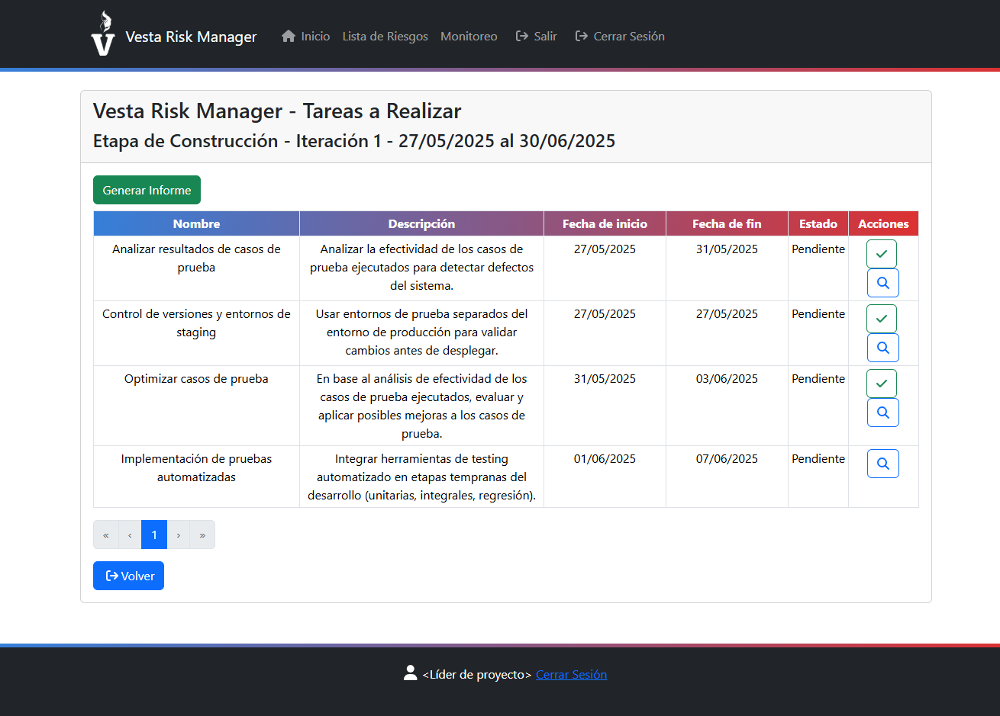 V Vesta Risk Manager Inicio Lista de Riesgos Monitoreo Salir Cerrar Sesión
Vesta Risk Manager - Tareas a Realizar
Etapa de Construcción - Iteración 1 - 27/05/2025 al 30/06/2025
Generar Informe
Nombre Descripción Fecha de inicio Fecha de fin Estado Acciones
Analizar resultados de casos de Analizar la efectividad de los casos de 27/05/2025 31/05/2025 Pendiente
prueba prueba ejecutados para detectar defectos
del sistema.
Control de versiones y entornos de Usar entornos de prueba separados del 27/05/2025 27/05/2025 Pendiente
staging entorno de producción para validar
cambios antes de desplegar.
Optimizar casos de prueba En base al análisis de efectividad de los 31/05/2025 03/06/2025 Pendiente
casos de prueba ejecutados, evaluar y
aplicar posibles mejoras a los casos de
prueba.
Implementación de pruebas Integrar herramientas de testing 01/06/2025 07/06/2025 Pendiente
automatizadas automatizado en etapas tempranas del
desarrollo (unitarias, integrales, regresión).
« ‹ 1 › »
Volver
<Líder de proyecto> Cerrar Sesión